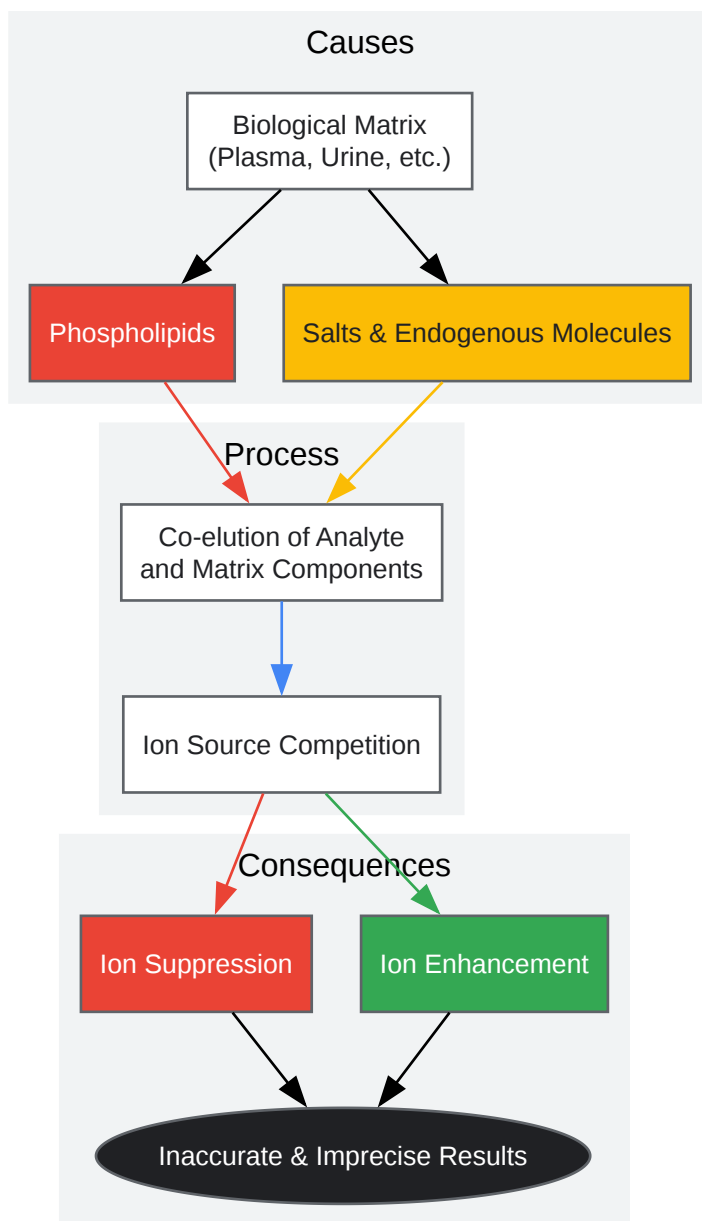 Causes
Biological Matrix
(Plasma, Urine, etc.)
Phospholipids
Salts & Endogenous Molecules
Process
Co-elution of Analyte
and Matrix Components
Ion Source Competition
Consequences
Ion Suppression
Ion Enhancement
Inaccurate & Imprecise Results